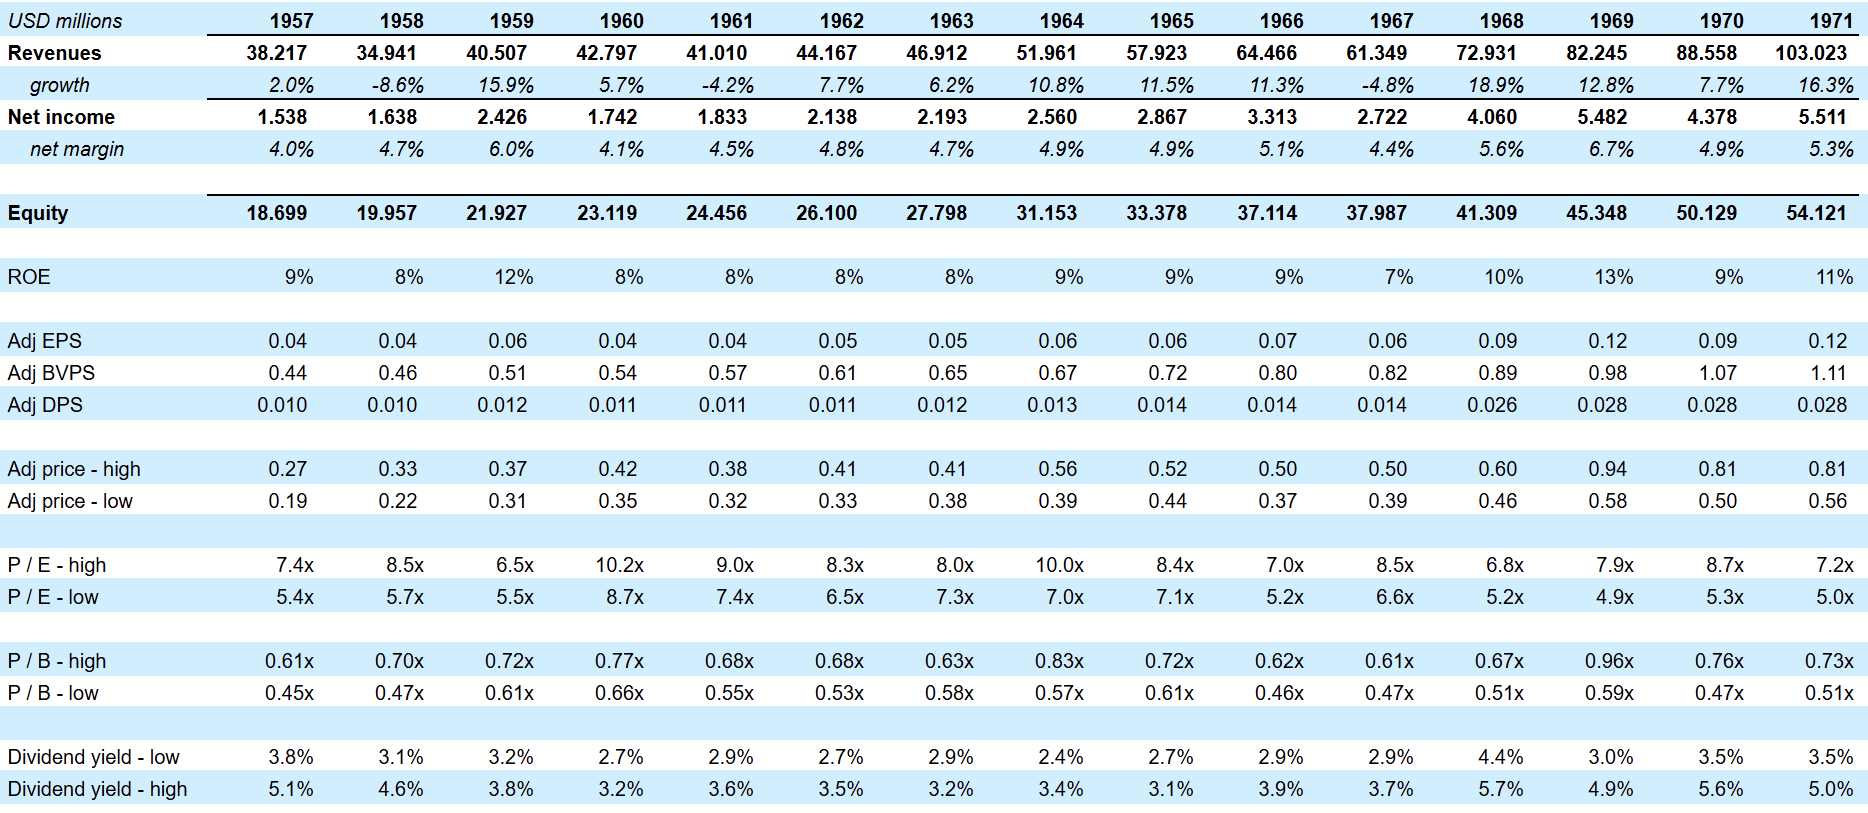 USD millions 1957 1958 1959 1960 1961 1962 1963 1964 1965 1966 1967 1968 1969 1970 1971
Revenues 38.217 34.941 40.507 42.797 41.010 44.167 46.912 51.961 57.923 64.466 61.349 72.931 82.245 88.558 103.023
growth 2.0% -8.6% 15.9% 5.7% -4.2% 7.7% 6.2% 10.8% 11.5% 11.3% -4.8% 18.9% 12.8% 7.7% 16.3%
Net income 1.538 1.638 2.426 1.742 1.833 2.138 2.193 2.560 2.867 3.313 2.722 4.060 5.482 4.378 5.511
net margin 4.0% 4.7% 6.0% 4.1% 4.5% 4.8% 4.7% 4.9% 4.9% 5.1% 4.4% 5.6% 6.7% 4.9% 5.3%
Equity 18.699 19.957 21.927 23.119 24.456 26.100 27.798 31.153 33.378 37.114 37.987 41.309 45.348 50.129 54.121
ROE 9% 8% 12% 8% 8% 8% 8% 9% 9% 9% 7% 10% 13% 9% 11%
Adj EPS 0.04 0.04 0.06 0.04 0.04 0.05 0.05 0.06 0.06 0.07 0.06 0.09 0.12 0.09 0.12
Adj BVPS 0.44 0.46 0.51 0.54 0.57 0.61 0.65 0.67 0.72 0.80 0.82 0.89 0.98 1.07 1.11
Adj DPS 0.010 0.010 0.012 0.011 0.011 0.011 0.012 0.013 0.014 0.014 0.014 0.026 0.028 0.028 0.028
Adj price - high 0.27 0.33 0.37 0.42 0.38 0.41 0.41 0.56 0.52 0.50 0.50 0.60 0.94 0.81 0.81
Adj price - low 0.19 0.22 0.31 0.35 0.32 0.33 0.38 0.39 0.44 0.37 0.39 0.46 0.58 0.50 0.56
P / E - high 7.4x 8.5x 6.5x 10.2x 9.0x 8.3x 8.0x 10.0x 8.4x 7.0x 8.5x 6.8x 7.9x 8.7x 7.2x
P / E - low 5.4x 5.7x 5.5x 8.7x 7.4x 6.5x 7.3x 7.0x 7.1x 5.2x 6.6x 5.2x 4.9x 5.3x 5.0x
P / B - high 0.61x 0.70x 0.72x 0.77x 0.68x 0.68x 0.63x 0.83x 0.72x 0.62x 0.61x 0.67x 0.96x 0.76x 0.73x
P / B - low 0.45x 0.47x 0.61x 0.66x 0.55x 0.53x 0.58x 0.57x 0.61x 0.46x 0.47x 0.51x 0.59x 0.47x 0.51x
Dividend yield - low 3.8% 3.1% 3.2% 2.7% 2.9% 2.7% 2.9% 2.4% 2.7% 2.9% 2.9% 4.4% 3.0% 3.5% 3.5%
Dividend yield - high 5.1% 4.6% 3.8% 3.2% 3.6% 3.5% 3.2% 3.4% 3.1% 3.9% 3.7% 5.7% 4.9% 5.6% 5.0%